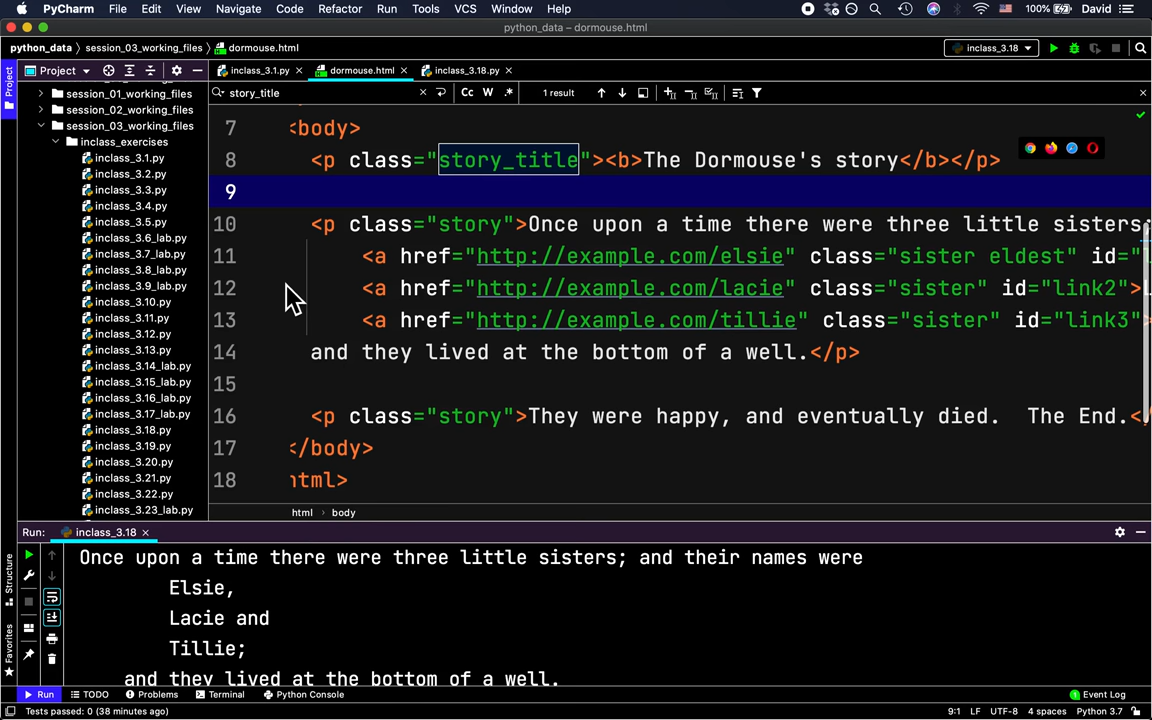 PyCharm File Edit View Navigate Code Refactor Run Tools VCS Window Help 100% David
python_data – dormouse.html
python_data session_03_working_files dormouse.html inclass_3.18
Project inclass_3.1.py dormouse.html inclass_3.18.py
Project
story_title Cc W .* 1 result
session_01_working_files
session_02_working_files
session_03_working_files
inclass_exercises
inclass_3.1.py
inclass_3.2.py
inclass_3.3.py
inclass_3.4.py
inclass_3.5.py
inclass_3.6_lab.py
inclass_3.7_lab.py
inclass_3.8_lab.py
inclass_3.9_lab.py
inclass_3.10.py
inclass_3.11.py
inclass_3.12.py
inclass_3.13.py
inclass_3.14_lab.py
inclass_3.15_lab.py
inclass_3.16_lab.py
inclass_3.17_lab.py
inclass_3.18.py
inclass_3.19.py
inclass_3.20.py
inclass_3.21.py
inclass_3.22.py
inclass_3.23_lab.py
7 <body>
8 <p class="story_title"><b>The Dormouse's story</b></p>
9
10 <p class="story">Once upon a time there were three little sisters;
11 <a href="http://example.com/elsie" class="sister eldest" id="
12 <a href="http://example.com/lacie" class="sister" id="link2">
13 <a href="http://example.com/tillie" class="sister" id="link3"
14 and they lived at the bottom of a well.</p>
15
16 <p class="story">They were happy, and eventually died. The End.</
17 </body>
18 html>
html › body
Run: inclass_3.18
Once upon a time there were three little sisters; and their names were
Elsie,
Lacie and
Tillie;
and they lived at the bottom of a well.
Structure
Favorites
Run TODO Problems Terminal Python Console 1 Event Log
Tests passed: 0 (38 minutes ago) 9:1 LF UTF-8 4 spaces Python 3.7